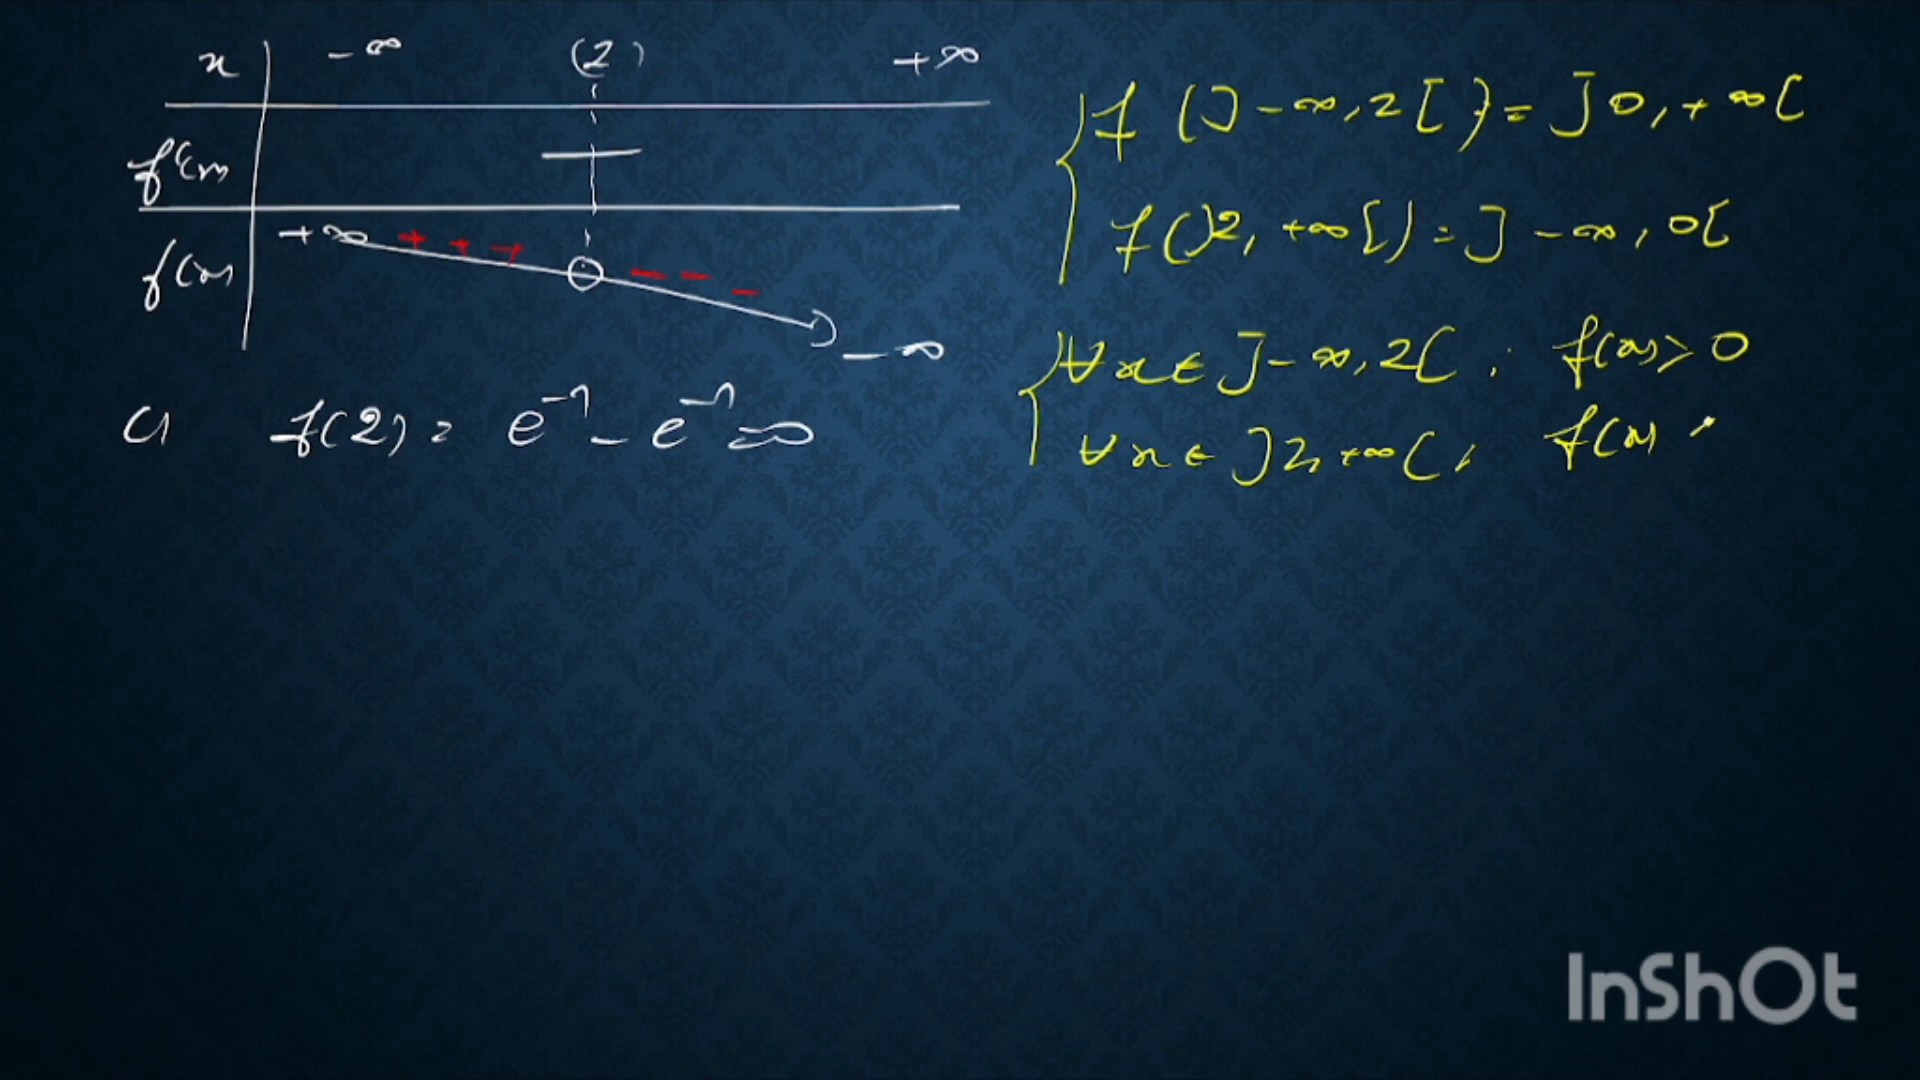 x -∞ (2) +∞
f'(x) —
f(x) +∞ + + + 0 - - - -∞
c) f(2) = e⁻¹ - e⁻¹ = 0
f(]-∞,2[) = ]0,+∞[
f(]2,+∞[) = ]-∞,0[
∀x∈]-∞,2[ ; f(x)>0
∀x∈]2,+∞[ , f(x)
InShOt